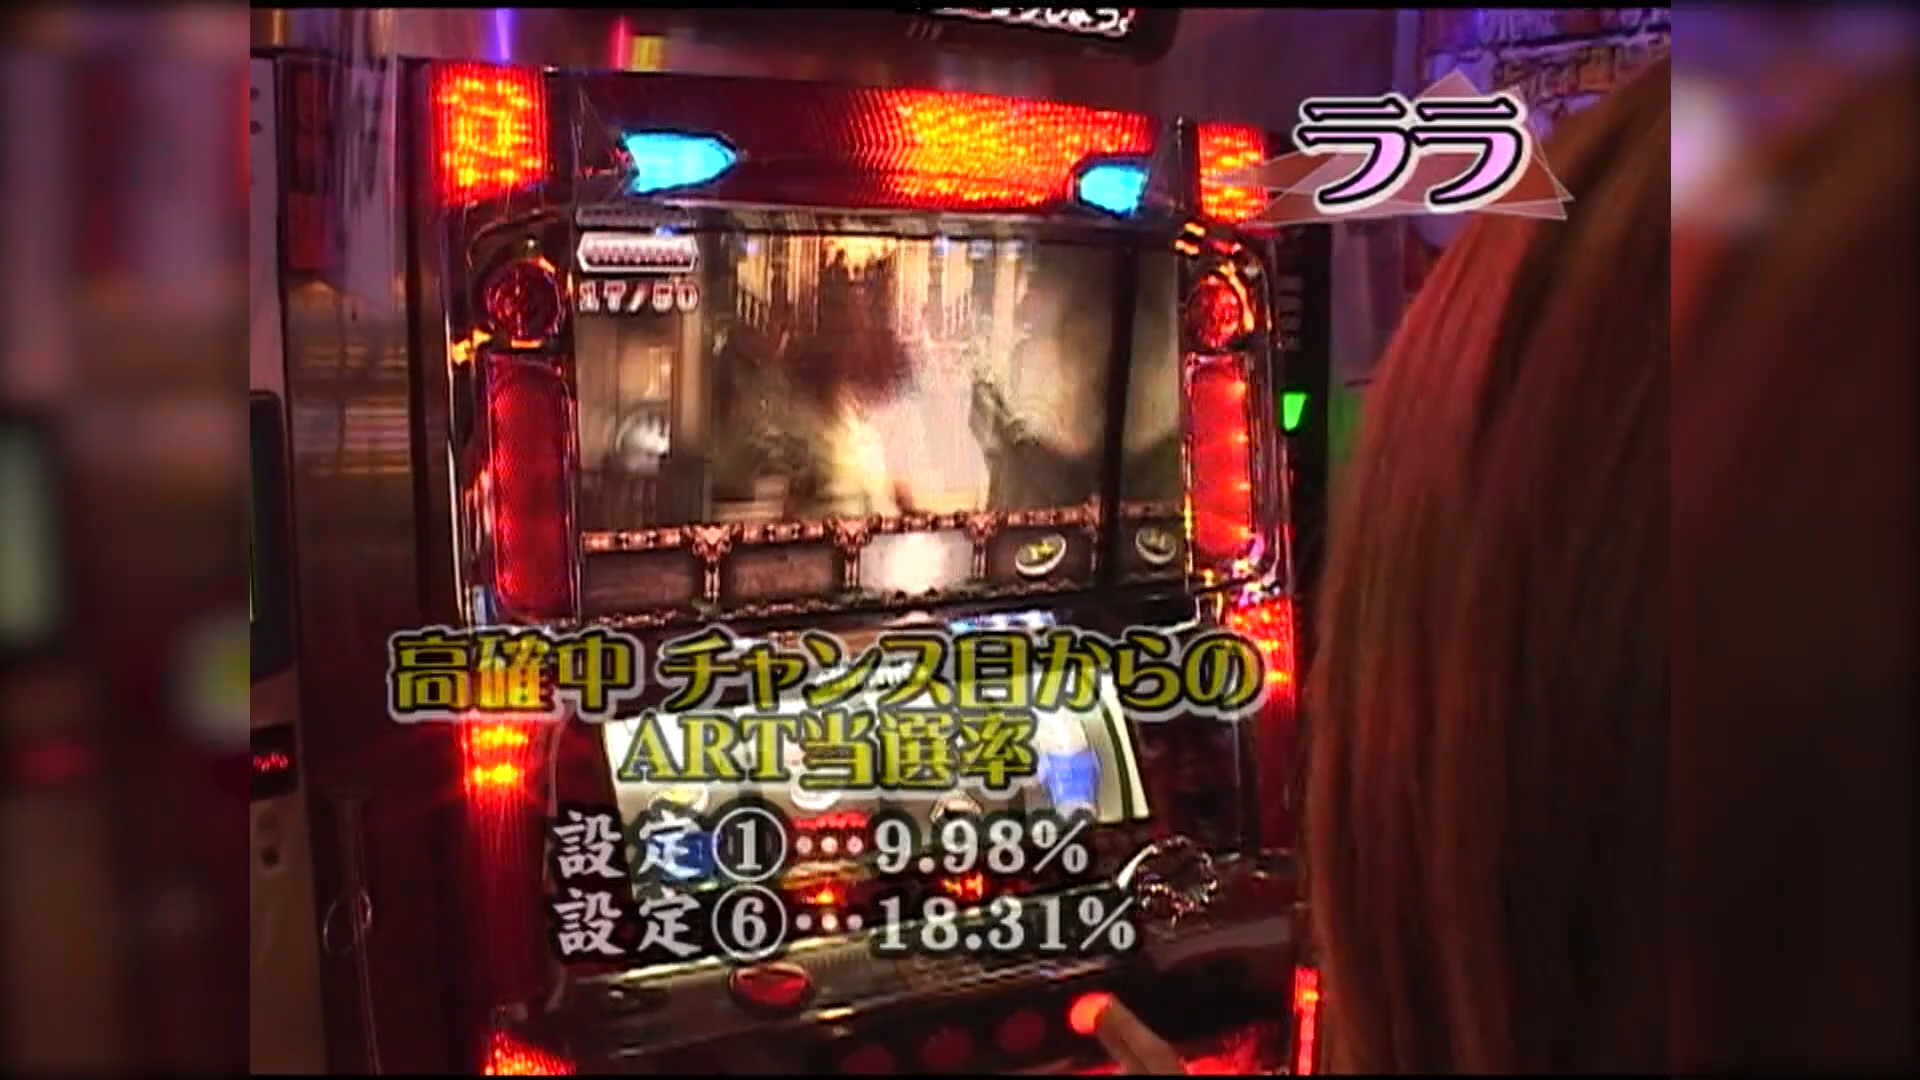 ララ
17/50
高確中 チャンス目からの
ART当選率
設定①…9.98%
設定⑥…18.31%